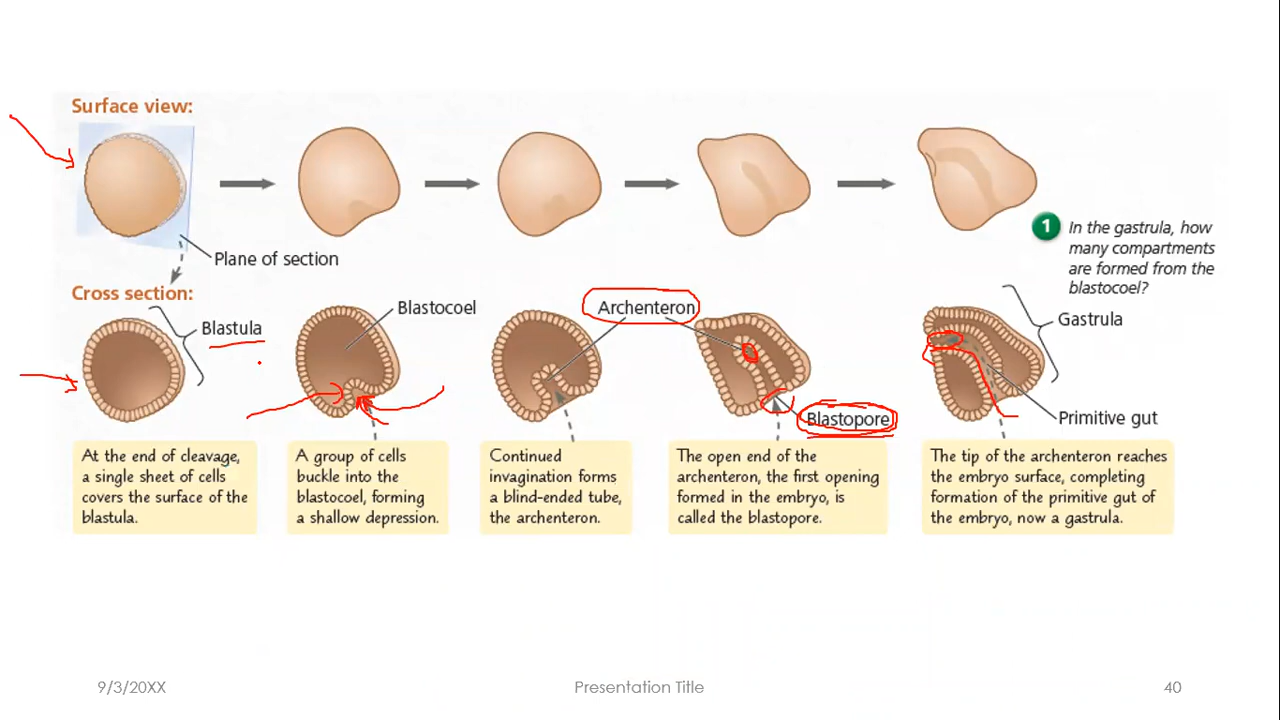 Surface view:
Plane of section
1 In the gastrula, how
many compartments
are formed from the
blastocoel?
Cross section:
Blastula
Blastocoel
Archenteron
Blastopore
Gastrula
Primitive gut
At the end of cleavage,
a single sheet of cells
covers the surface of the
blastula.
A group of cells
buckle into the
blastocoel, forming
a shallow depression.
Continued
invagination forms
a blind-ended tube,
the archenteron.
The open end of the
archenteron, the first opening
formed in the embryo, is
called the blastopore.
The tip of the archenteron reaches
the embryo surface, completing
formation of the primitive gut of
the embryo, now a gastrula.
9/3/20XX
Presentation Title
40